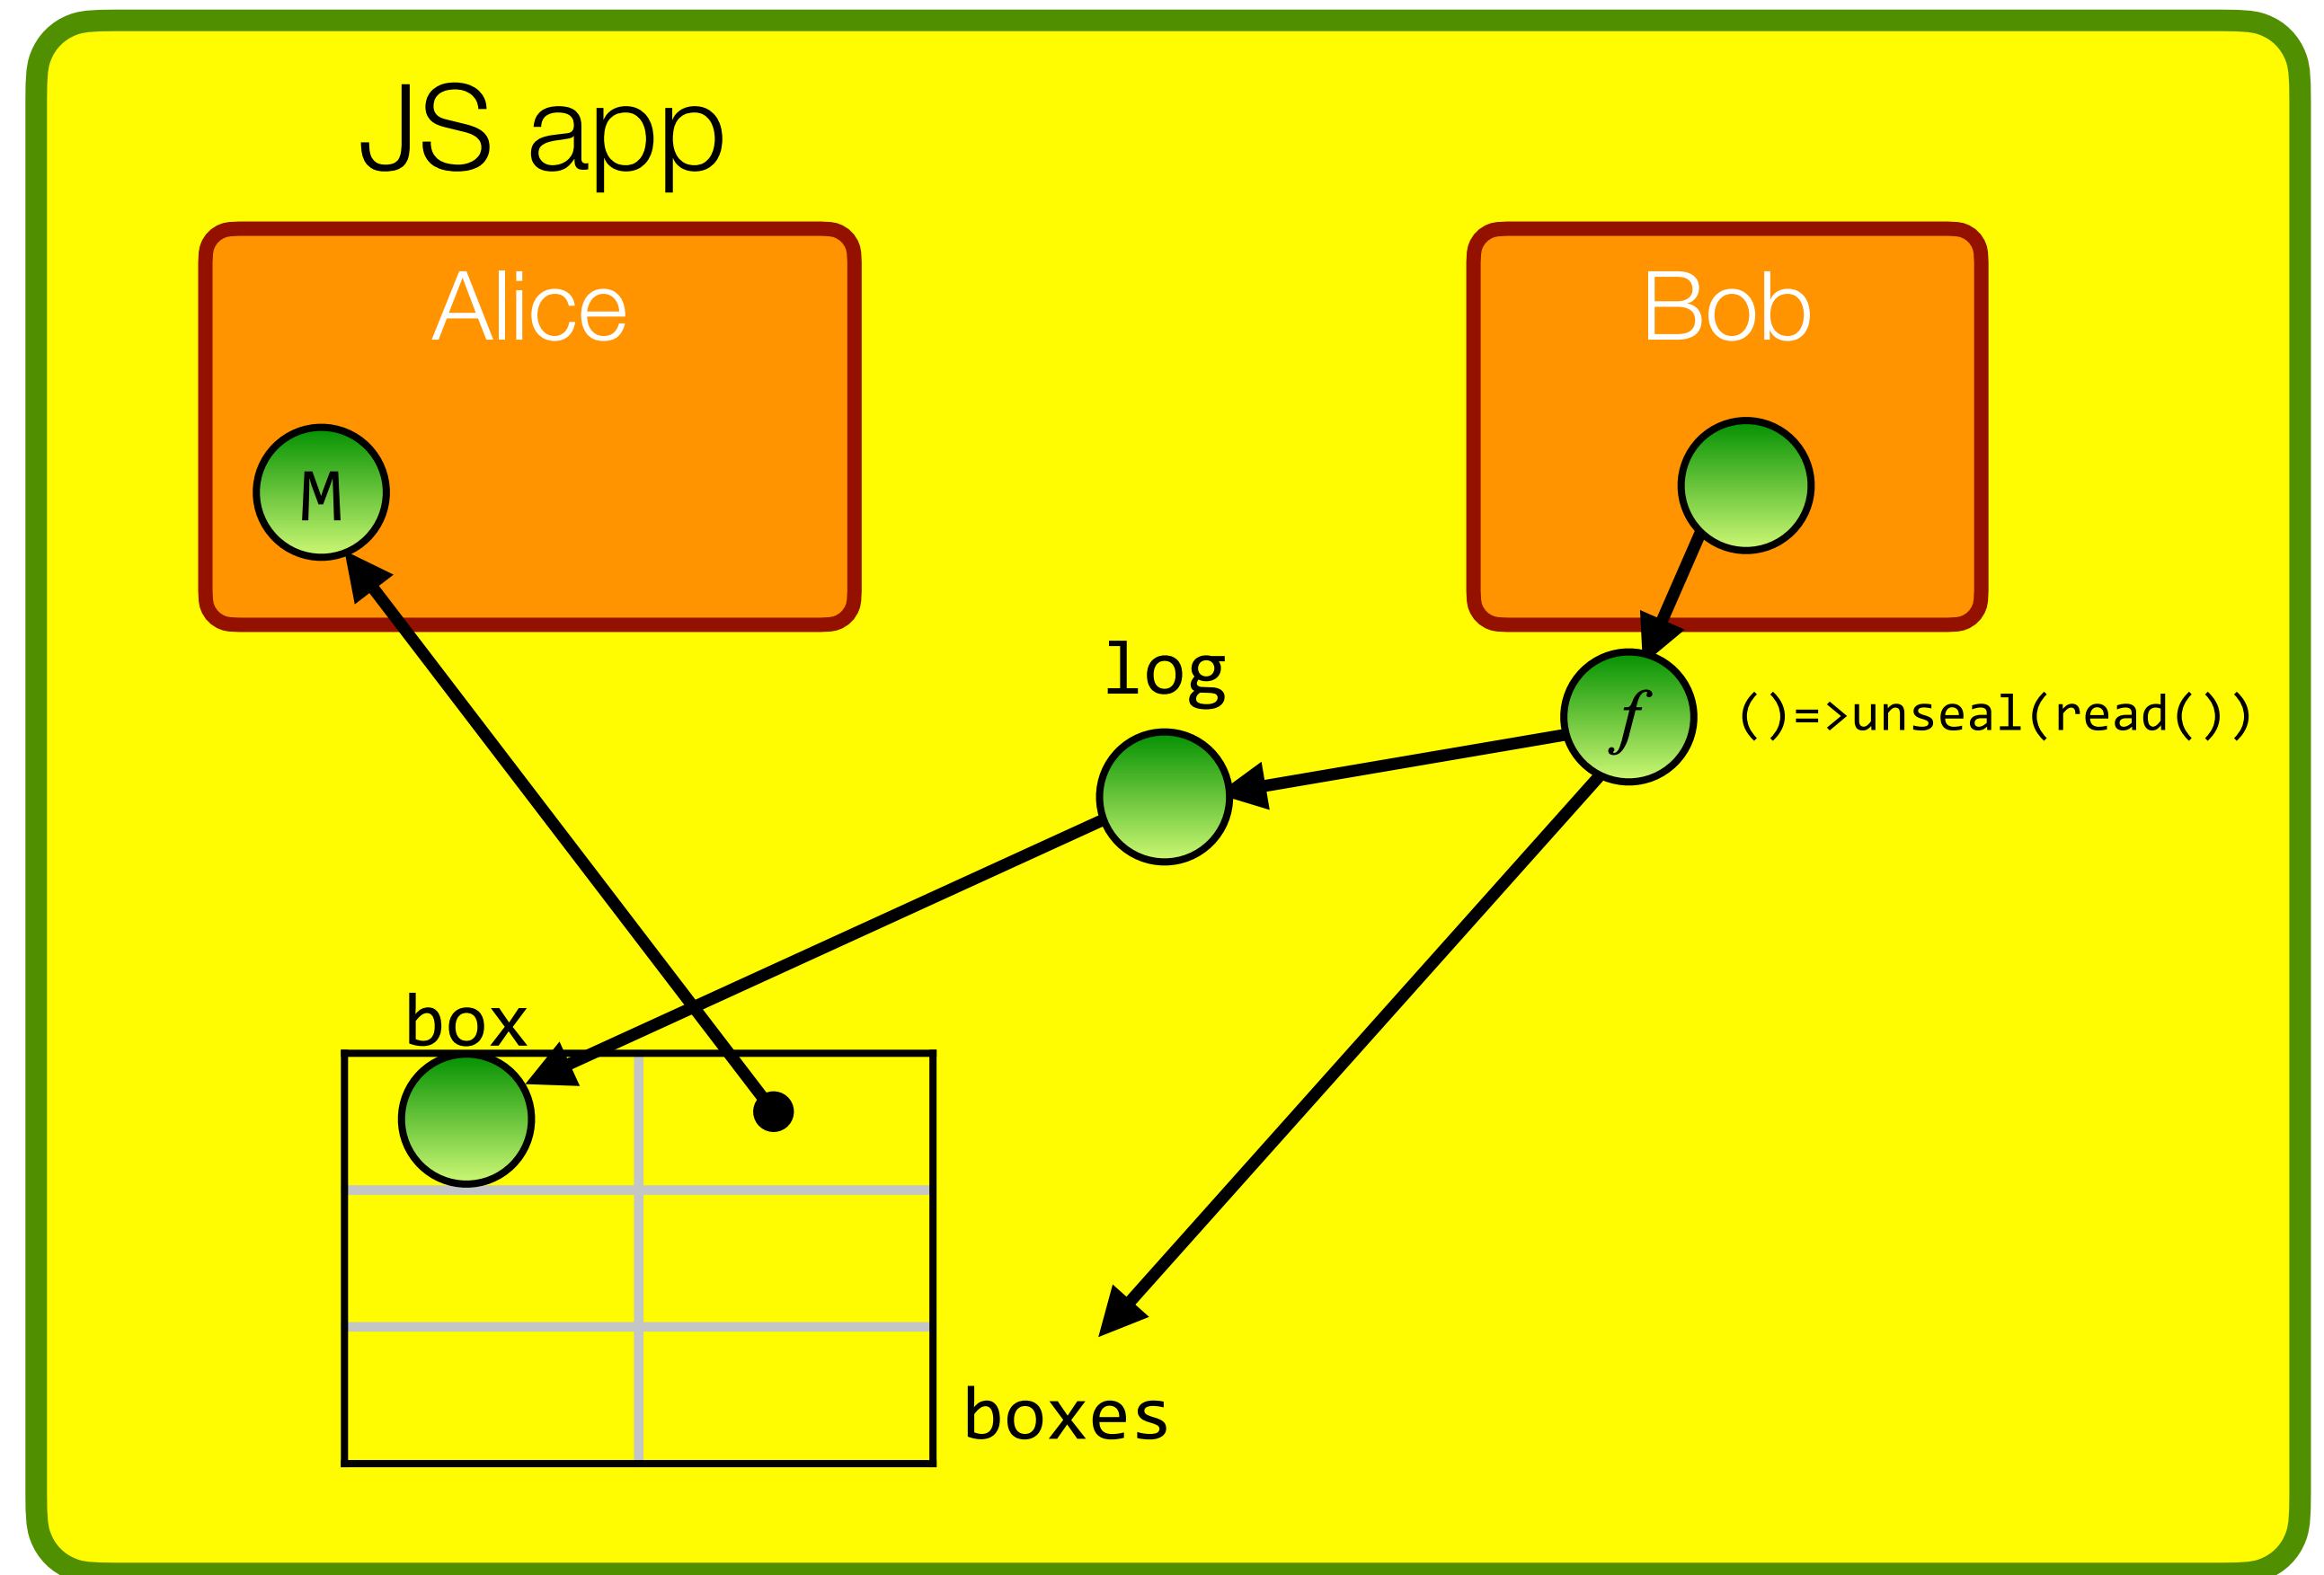 JS app
Alice
Bob
M
log
f
()=>unseal(read())
box
boxes